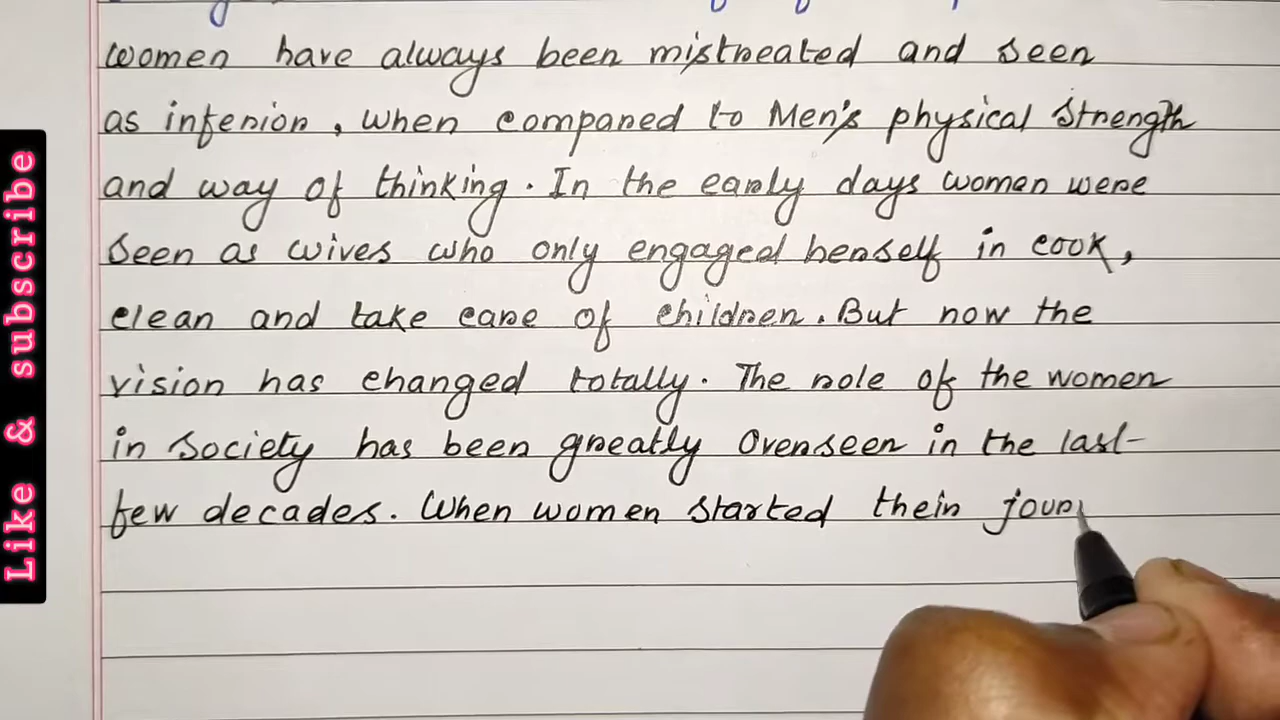 Like & subscribe
women have always been mistreated and seen
as inferior, when compared to Men's physical strength
and way of thinking. In the early days women were
seen as wives who only engaged herself in cook,
clean and take care of children. But now the
vision has changed totally. The role of the women
in society has been greatly overseen in the last
few decades. When women started their jour